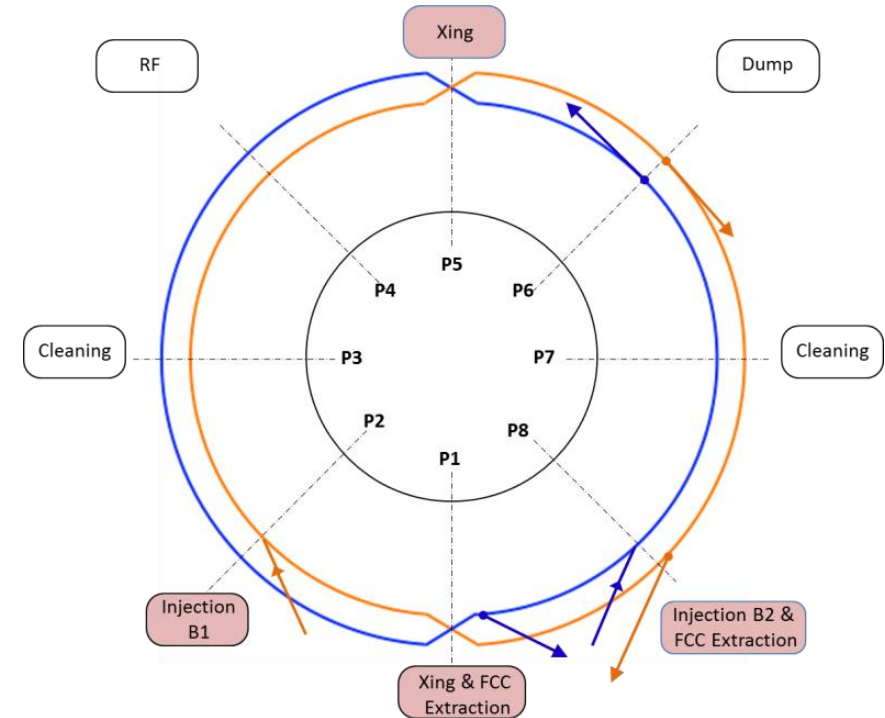 Xing
RF
Dump
P5
P4
P6
Cleaning
P3
P7
Cleaning
P2
P8
P1
Injection
B1
Injection B2 &
FCC Extraction
Xing & FCC
Extraction